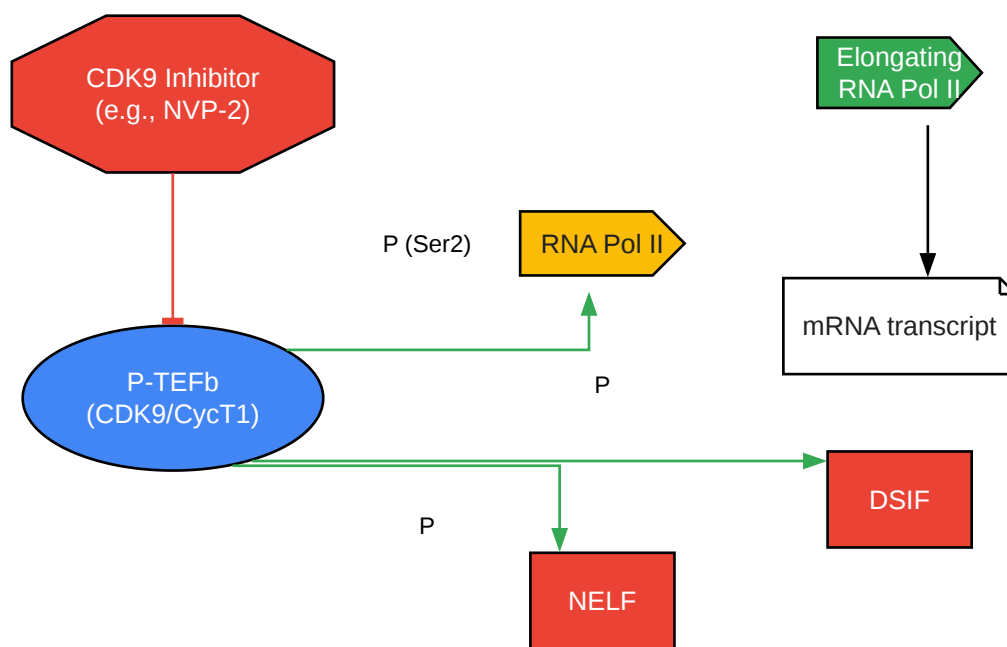 CDK9 Inhibitor
(e.g., NVP-2)
Elongating
RNA Pol II
P (Ser2)
RNA Pol II
mRNA transcript
P-TEFb
(CDK9/CycT1)
P
DSIF
P
NELF